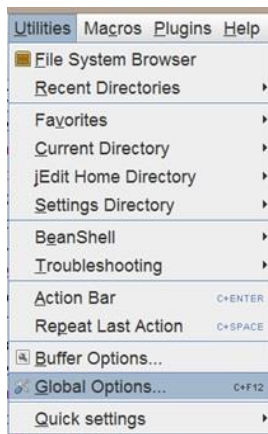 Utilities Macros Plugins Help
File System Browser
Recent Directories
Favorites
Current Directory
jEdit Home Directory
Settings Directory
BeanShell
Troubleshooting
Action Bar C+ENTER
Repeat Last Action C+SPACE
Buffer Options...
Global Options... C+F12
Quick settings